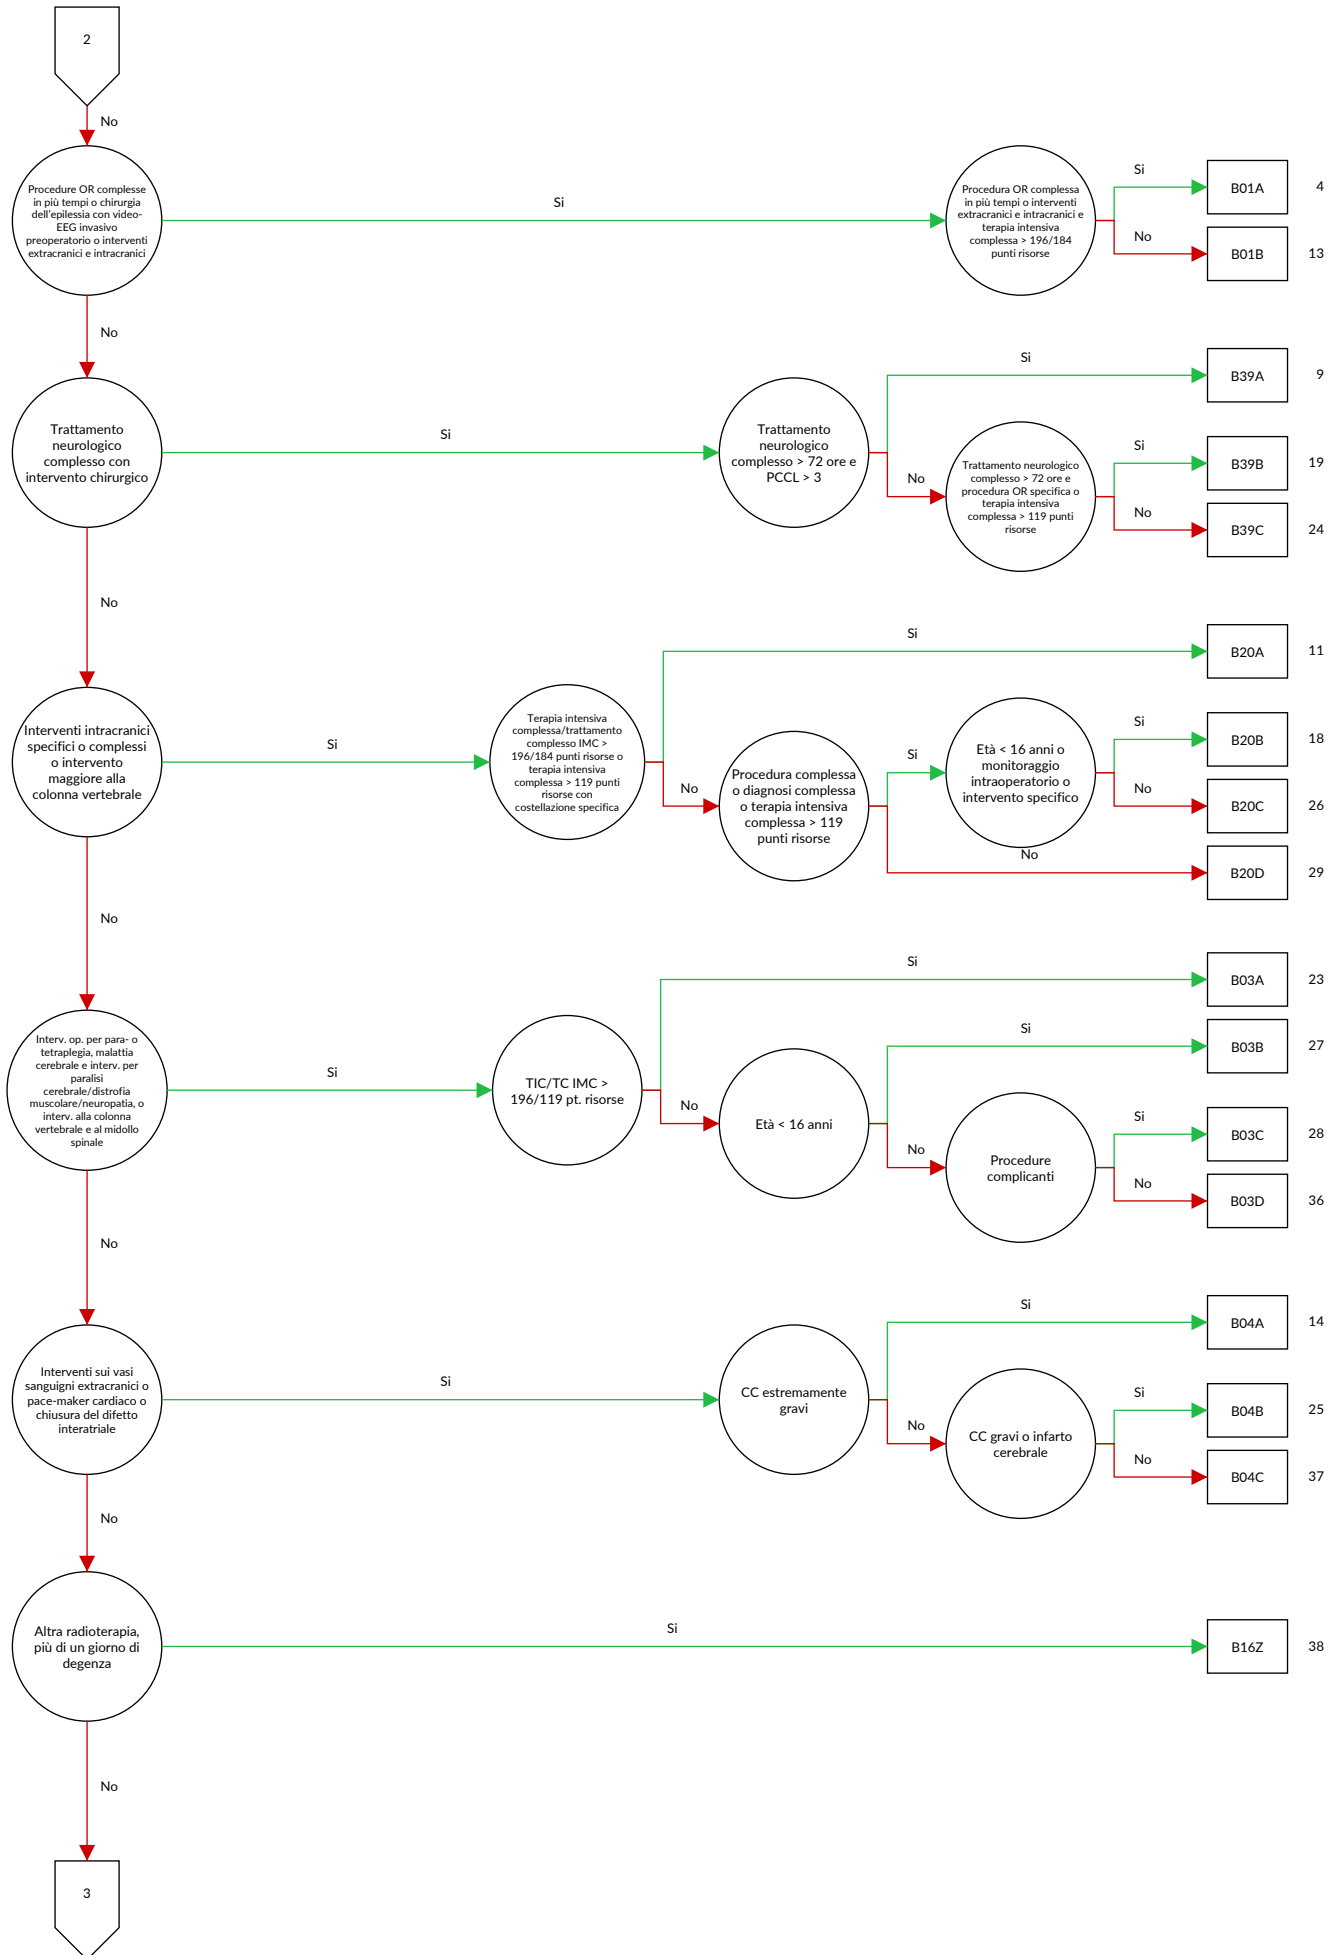 2
No
Procedure OR complesse
in più tempi o chirurgia
dell'epilessia con video-
EEG invasivo
preoperatorio o interventi
extracranici e intracranici
Si
Procedura OR complessa
in più tempi o interventi
extracranici e intracranici e
terapia intensiva
complessa > 196/184
punti risorse
Si
B01A
4
No
B01B
13
No
Trattamento
neurologico
complesso con
intervento chirurgico
Si
Trattamento
neurologico
complesso > 72 ore e
PCCL > 3
Si
B39A
9
No
Trattamento neurologico
complesso > 72 ore e
procedura OR specifica o
terapia intensiva
complessa > 119 punti
risorse
Si
B39B
19
No
B39C
24
No
Interventi intracranici
specifici o complessi
o intervento
maggiore alla
colonna vertebrale
Si
Terapia intensiva
complessa/trattamento
complesso IMC >
196/184 punti risorse o
terapia intensiva
complessa > 119 punti
risorse con
costellazione specifica
Si
B20A
11
No
Procedura complessa
o diagnosi complessa
o terapia intensiva
complessa > 119
punti risorse
Si
Età < 16 anni o
monitoraggio
intraoperatorio o
intervento specifico
Si
B20B
18
No
B20C
26
No
B20D
29
No
Interv. op. per para- o
tetraplegia, malattia
cerebrale e interv. per
paralisi
cerebrale/distrofia
muscolare/neuropatia, o
interv. alla colonna
vertebrale e al midollo
spinale
Si
TIC/TC IMC >
196/119 pt. risorse
Si
B03A
23
No
Età < 16 anni
Si
B03B
27
No
Procedure
complicanti
Si
B03C
28
No
B03D
36
No
Interventi sui vasi
sanguigni extracranici o
pace-maker cardiaco o
chiusura del difetto
interatriale
Si
CC estremamente
gravi
Si
B04A
14
No
CC gravi o infarto
cerebrale
Si
B04B
25
No
B04C
37
No
Altra radioterapia,
più di un giorno di
degenza
Si
B16Z
38
No
3